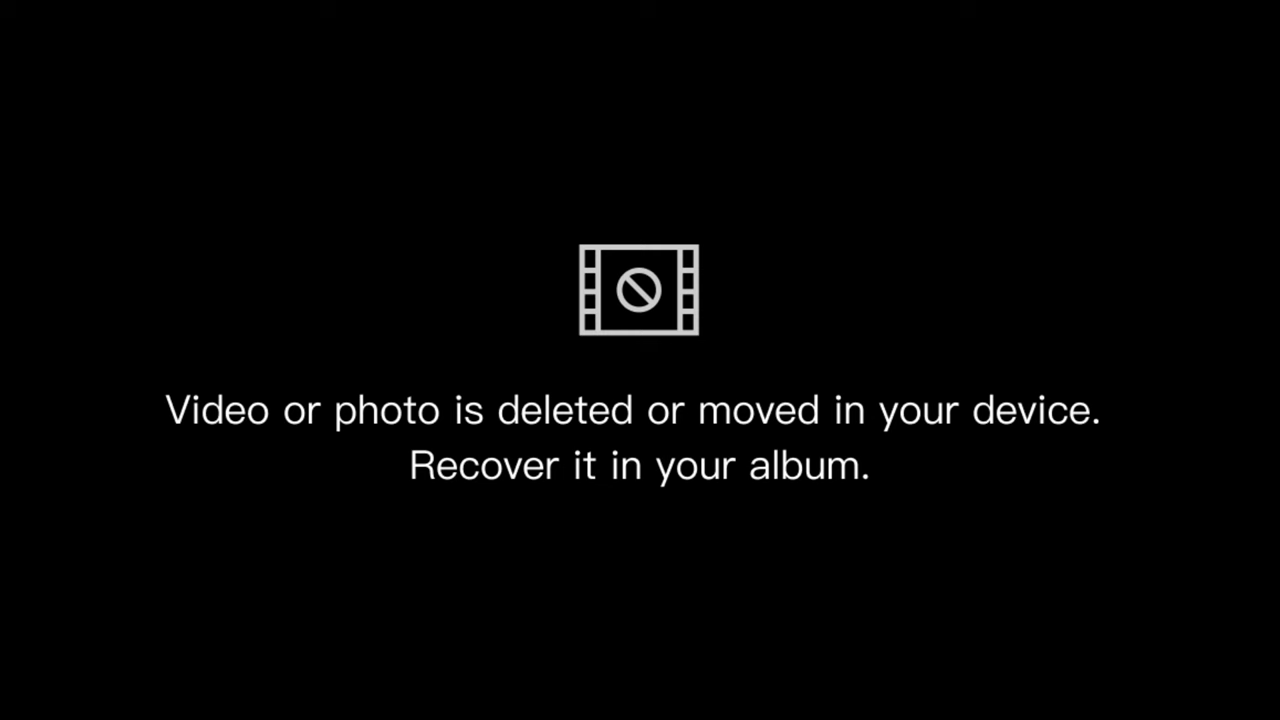 Video or photo is deleted or moved in your device.
Recover it in your album.